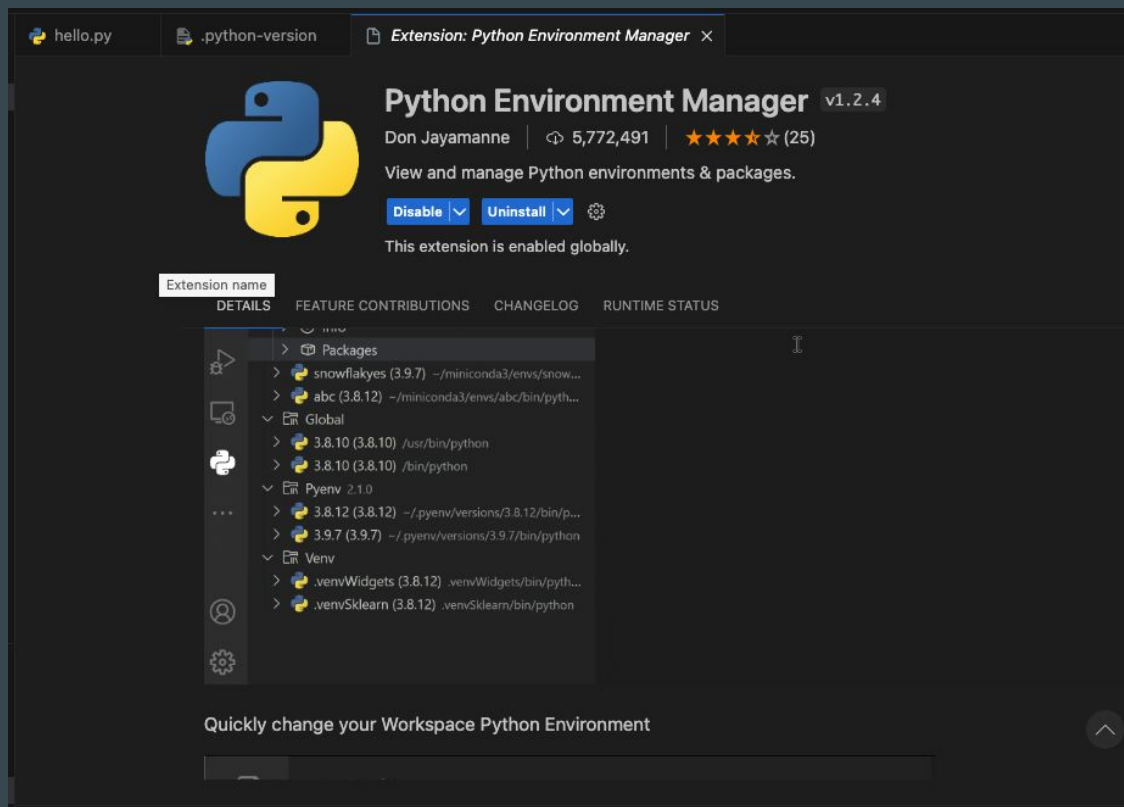 hello.py
.python-version
Extension: Python Environment Manager
Python Environment Manager v1.2.4
Don Jayamanne 5,772,491 (25)
View and manage Python environments & packages.
Disable Uninstall
This extension is enabled globally.
Extension name
DETAILS FEATURE CONTRIBUTIONS CHANGELOG RUNTIME STATUS
Packages
snowflakyes (3.9.7) ~/miniconda3/envs/snow...
abc (3.8.12) ~/miniconda3/envs/abc/bin/pyth...
Global
3.8.10 (3.8.10) /usr/bin/python
3.8.10 (3.8.10) /bin/python
Pyenv 2.1.0
3.8.12 (3.8.12) ~/.pyenv/versions/3.8.12/bin/p...
3.9.7 (3.9.7) ~/.pyenv/versions/3.9.7/bin/python
Venv
.venvWidgets (3.8.12) .venvWidgets/bin/pyth...
.venvSklearn (3.8.12) .venvSklearn/bin/python
Quickly change your Workspace Python Environment